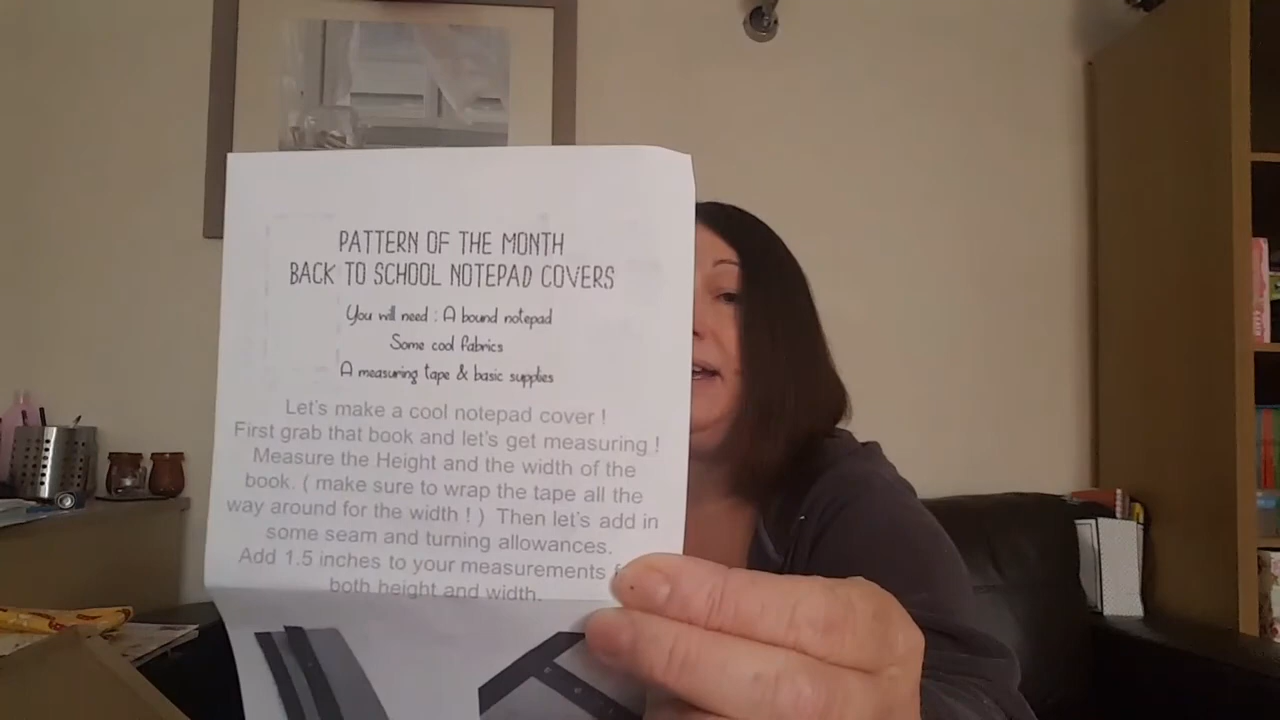 PATTERN OF THE MONTH
BACK TO SCHOOL NOTEPAD COVERS
You will need : A bound notepad
Some cool fabrics
A measuring tape & basic supplies
Let's make a cool notepad cover !
First grab that book and let's get measuring !
Measure the Height and the width of the
book. ( make sure to wrap the tape all the
way around for the width ! ) Then let's add in
some seam and turning allowances.
Add 1.5 inches to your measurements
both height and width.